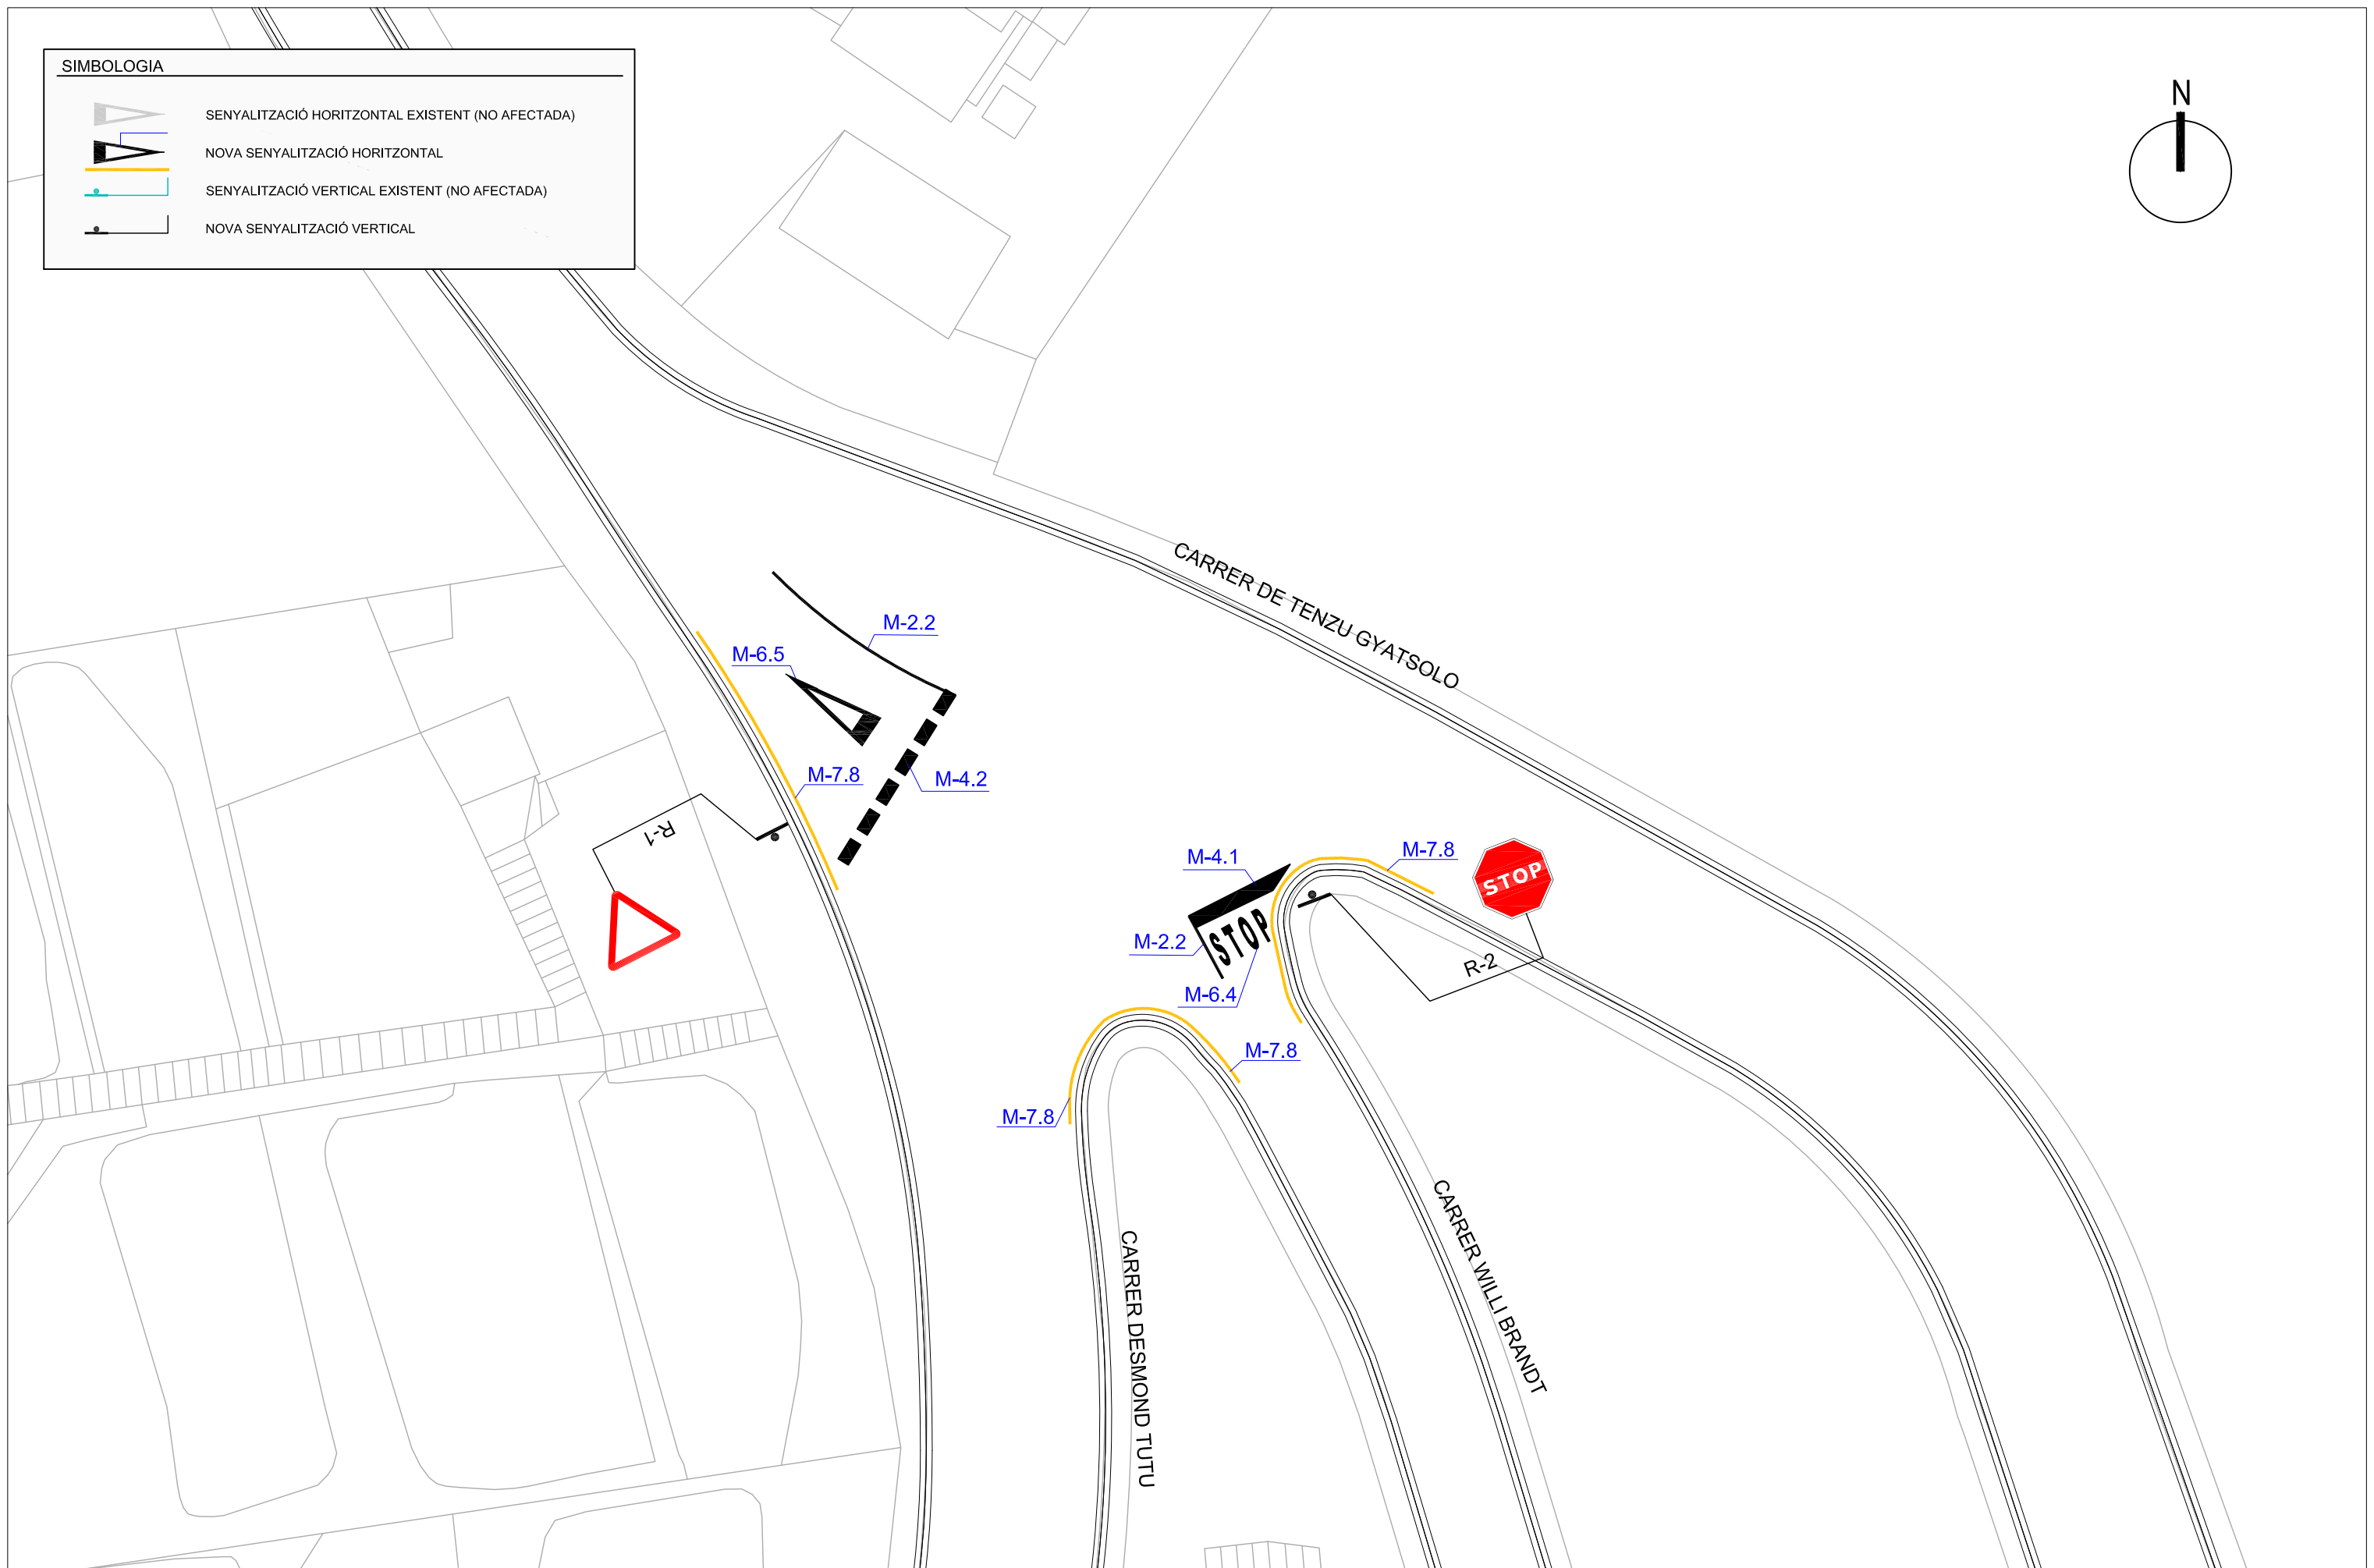 SIMBOLOGIA
SENYALITZACIÓ HORITZONTAL EXISTENT (NO AFECTADA)
NOVA SENYALITZACIÓ HORITZONTAL
SENYALITZACIÓ VERTICAL EXISTENT (NO AFECTADA)
NOVA SENYALITZACIÓ VERTICAL
N
CARRER DE TENZU GYATSOLO
M-2.2
M-6.5
M-7.8
M-4.2
R-1
M-4.1
M-7.8
STOP
STOP
M-2.2
R-2
M-6.4
M-7.8
M-7.8
CARRER DESMOND TUTU
CARRER WILLI BRANDT